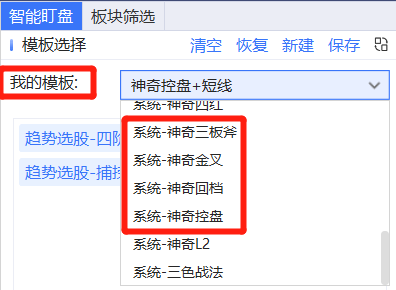 智能盯盘 板块筛选
模板选择 清空 恢复 新建 保存
我的模板: 神奇控盘+短线
系统-神奇四红
趋势选股-四阶
系统-神奇三板斧
系统-神奇金叉
趋势选股-捕捉
系统-神奇回档
系统-神奇控盘
系统-神奇L2
系统-三色战法